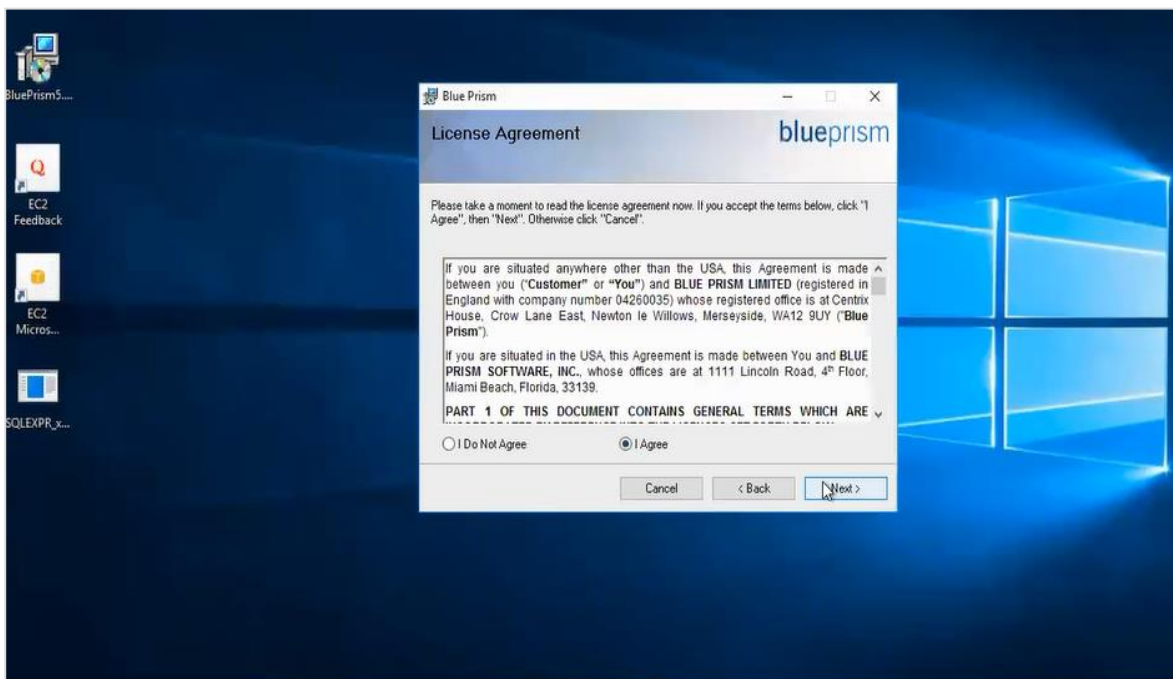 BluePrism5....
Q
EC2
Feedback
EC2
Micros...
SQLEXPR_x...
Blue Prism
License Agreement
blueprism
Please take a moment to read the license agreement now. If you accept the terms below, click "I
Agree", then "Next". Otherwise click "Cancel".
If you are situated anywhere other than the USA, this Agreement is made
between you (“Customer” or “You”) and BLUE PRISM LIMITED (registered in
England with company number 04260035) whose registered office is at Centrix
House, Crow Lane East, Newton le Willows, Merseyside, WA12 9UY (“Blue
Prism”).
If you are situated in the USA, this Agreement is made between You and BLUE
PRISM SOFTWARE, INC., whose offices are at 1111 Lincoln Road, 4th Floor,
Miami Beach, Florida, 33139.
PART 1 OF THIS DOCUMENT CONTAINS GENERAL TERMS WHICH ARE
I Do Not Agree
I Agree
Cancel
< Back
Next >